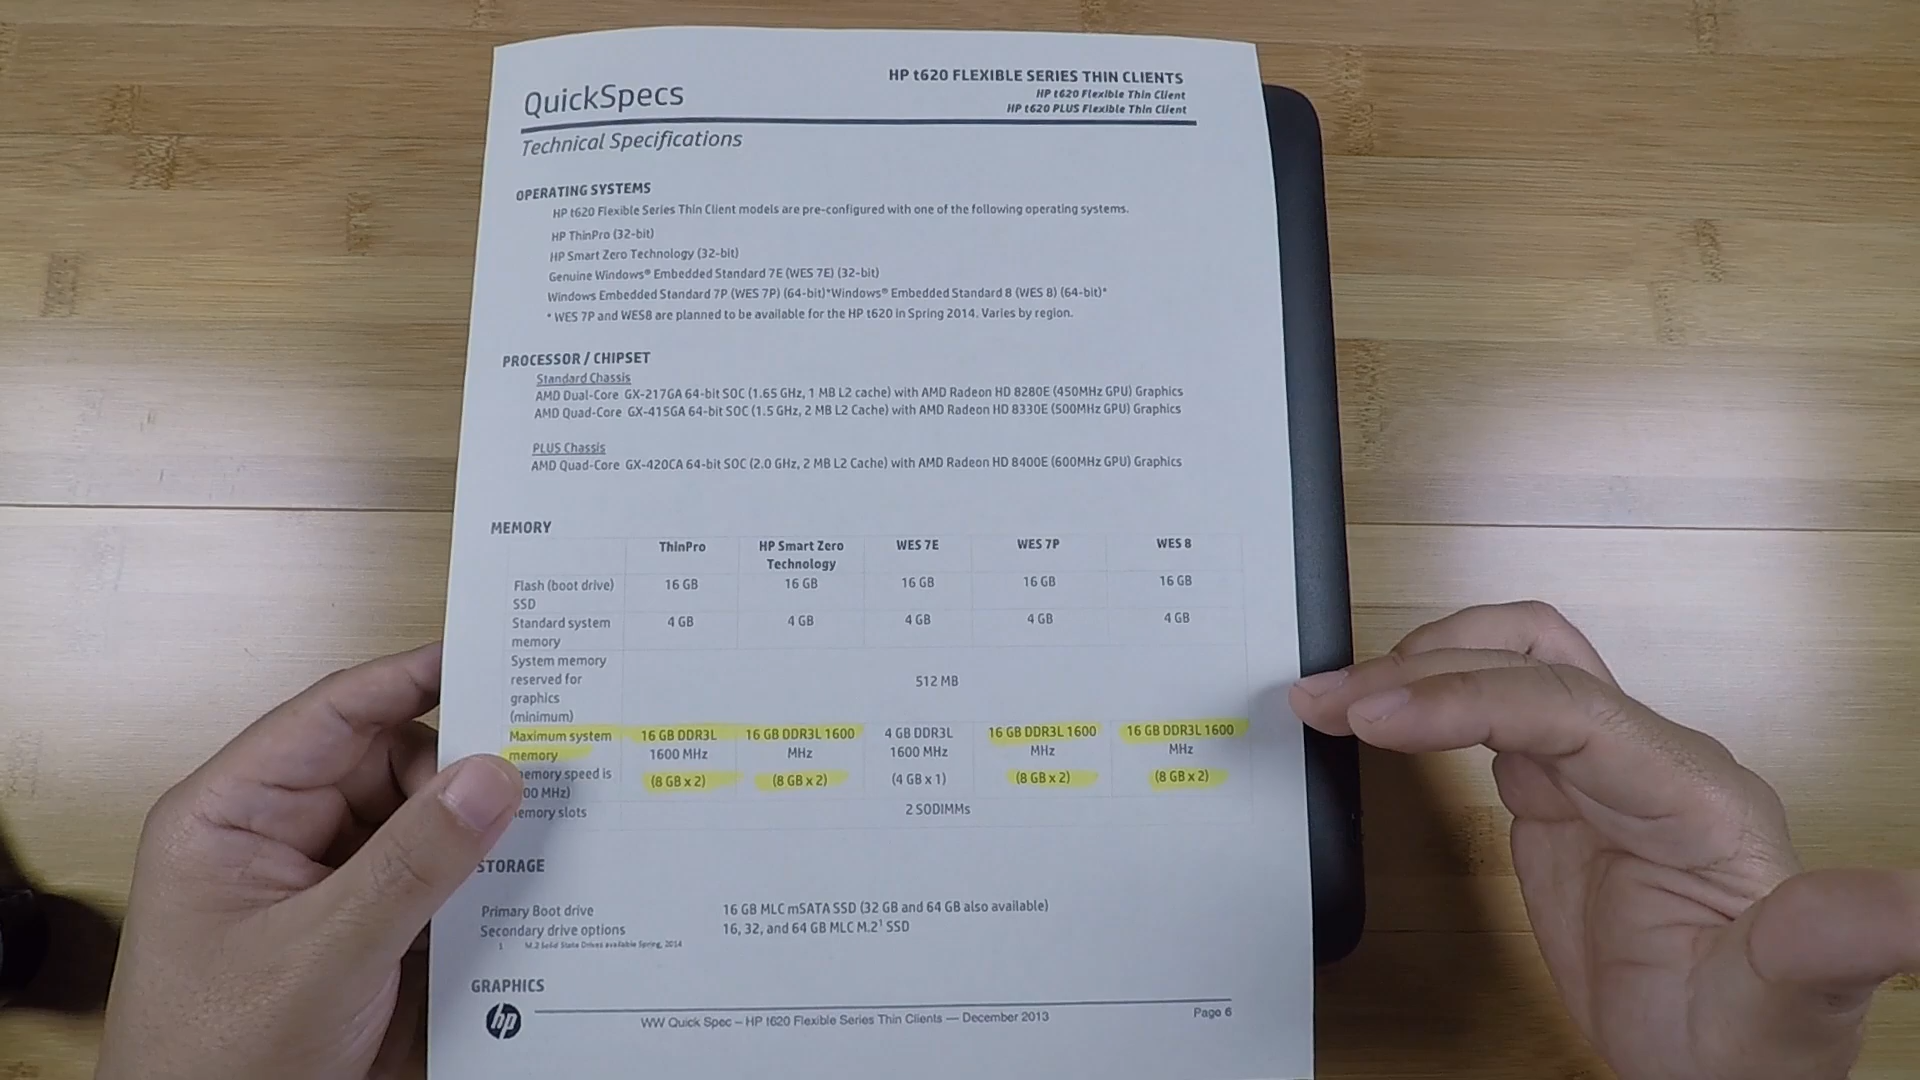 QuickSpecs
HP t620 FLEXIBLE SERIES THIN CLIENTS
HP t620 Flexible Thin Client
HP t620 PLUS Flexible Thin Client
Technical Specifications
OPERATING SYSTEMS
HP t620 Flexible Series Thin Client models are pre-configured with one of the following operating systems.
HP ThinPro (32-bit)
HP Smart Zero Technology (32-bit)
Genuine Windows® Embedded Standard 7E (WES 7E) (32-bit)
Windows Embedded Standard 7P (WES 7P) (64-bit)*Windows® Embedded Standard 8 (WES 8) (64-bit)*
* WES 7P and WES8 are planned to be available for the HP t620 in Spring 2014. Varies by region.
PROCESSOR / CHIPSET
Standard Chassis
AMD Dual-Core GX-217GA 64-bit SOC (1.65 GHz, 1 MB L2 cache) with AMD Radeon HD 8280E (450MHz GPU) Graphics
AMD Quad-Core GX-415GA 64-bit SOC (1.5 GHz, 2 MB L2 Cache) with AMD Radeon HD 8330E (500MHz GPU) Graphics
PLUS Chassis
AMD Quad-Core GX-420CA 64-bit SOC (2.0 GHz, 2 MB L2 Cache) with AMD Radeon HD 8400E (600MHz GPU) Graphics
MEMORY
ThinPro HP Smart Zero WES 7E WES 7P WES 8
Technology
Flash (boot drive) 16 GB 16 GB 16 GB 16 GB 16 GB
SSD
Standard system 4 GB 4 GB 4 GB 4 GB 4 GB
memory
System memory
reserved for 512 MB
graphics
(minimum)
Maximum system 16 GB DDR3L 16 GB DDR3L 1600 4 GB DDR3L 16 GB DDR3L 1600 16 GB DDR3L 1600
memory 1600 MHz MHz 1600 MHz MHz MHz
emory speed is (8 GB x 2) (8 GB x 2) (4 GB x 1) (8 GB x 2) (8 GB x 2)
00 MHz)
emory slots 2 SODIMMs
STORAGE
Primary Boot drive 16 GB MLC mSATA SSD (32 GB and 64 GB also available)
Secondary drive options 16, 32, and 64 GB MLC M.2¹ SSD
1 M.2 Solid State Drives available Spring, 2014
GRAPHICS
hp
WW Quick Spec – HP t620 Flexible Series Thin Clients — December 2013
Page 6